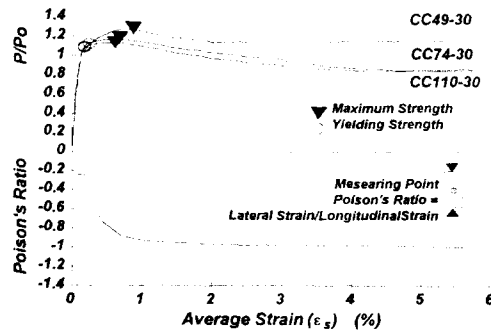 1.4
1.2
1
0.8
0.6
0.4
0.2
0
-0.2
-0.4
-0.6
-0.8
-1
-1.2
-1.4
P/Po
Poison's Ratio
CC49-30
CC74-30
CC110-30
Maximum Strength
Yielding Strength
Mesearing Point
Poison's Ratio =
Lateral Strain/LongitudinalStrain
0 1 2 3 4 5 6
Average Strain (εs) (%)